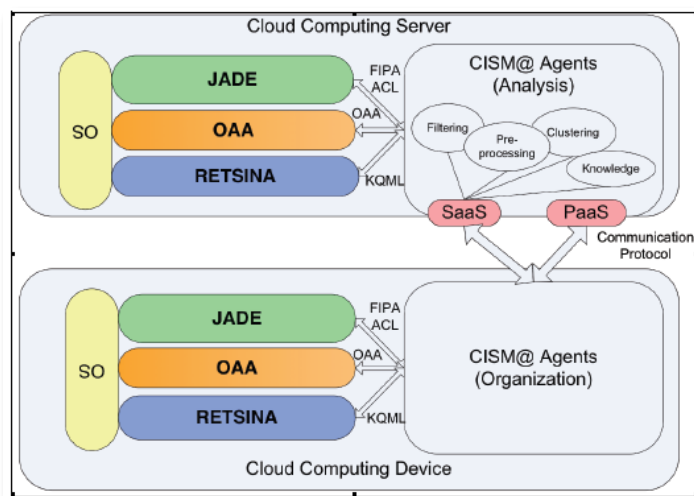 Cloud Computing Server
SO
JADE
OAA
RETSINA
FIPA
ACL
OAA
KQML
CISM@ Agents
(Analysis)
Filtering
Pre-
processing
Clustering
Knowledge
SaaS
PaaS
Communication
Protocol
SO
JADE
OAA
RETSINA
FIPA
ACL
OAA
KQML
CISM@ Agents
(Organization)
Cloud Computing Device